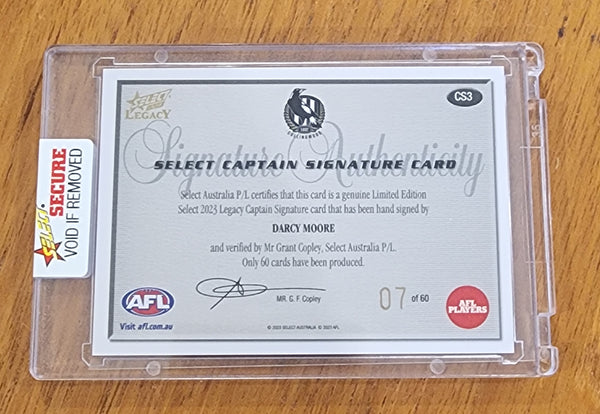 SELECT
LEGACY
COLLINGWOOD
CS3
Signature Authenticity
SELECT CAPTAIN SIGNATURE CARD
Select Australia P/L certifies that this card is a genuine Limited Edition
Select 2023 Legacy Captain Signature card that has been hand signed by
DARCY MOORE
and verified by Mr Grant Copley, Select Australia P/L.
Only 60 cards have been produced.
MR. G. F. Copley
07 of 60
AFL
Visit afl.com.au
AFL
PLAYERS
© 2023 SELECT AUSTRALIA © 2023 AFL
SELECT
SECURE
VOID IF REMOVED